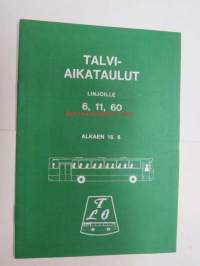 TALVI-
AIKATAULUT
LINJOILLE
6, 11, 60
ALKAEN 16. 8
TLO